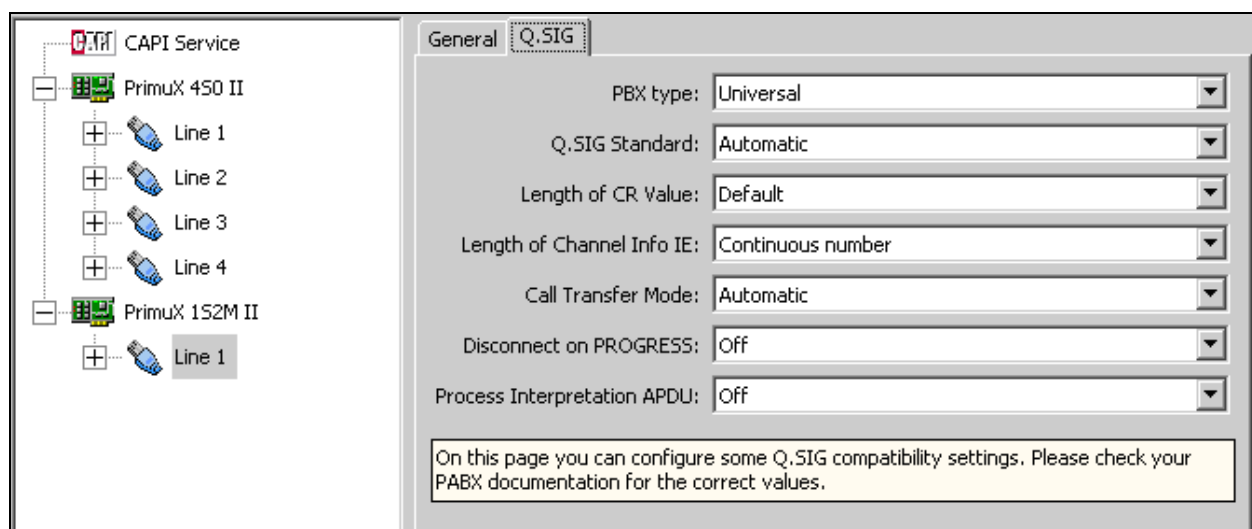 CAPI CAPI Service
PrimuX 4S0 II
Line 1
Line 2
Line 3
Line 4
PrimuX 1S2M II
Line 1
General
Q.SIG
PBX type: Universal
Q.SIG Standard: Automatic
Length of CR Value: Default
Length of Channel Info IE: Continuous number
Call Transfer Mode: Automatic
Disconnect on PROGRESS: Off
Process Interpretation APDU: Off
On this page you can configure some Q.SIG compatibility settings. Please check your
PABX documentation for the correct values.